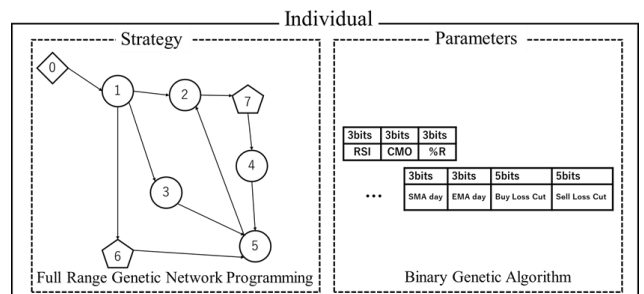 Individual
Strategy
0
1
2
7
4
3
5
6
Full Range Genetic Network Programming
Parameters
3bits 3bits 3bits
RSI CMO %R
3bits 3bits 5bits 5bits
... SMA day EMA day Buy Loss Cut Sell Loss Cut
Binary Genetic Algorithm